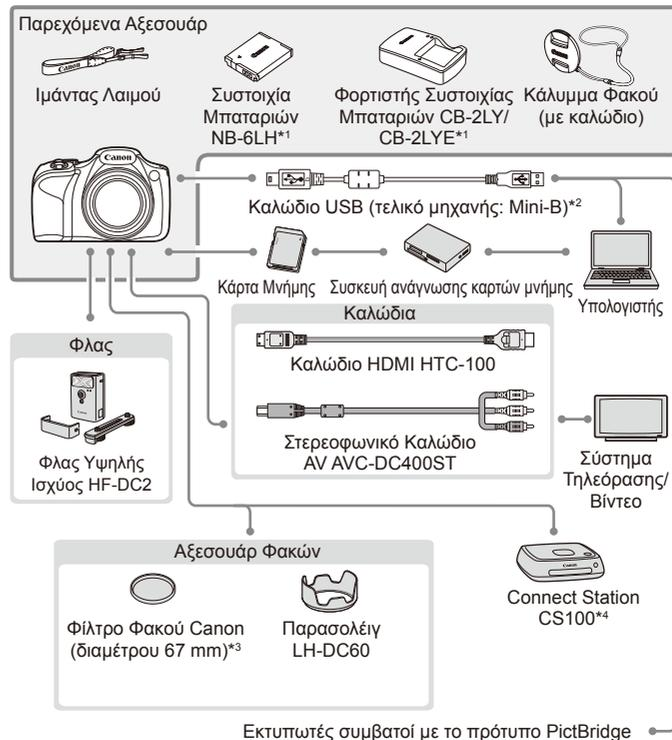 Παρεχόμενα Αξεσουάρ
Canon
Ιμάντας Λαιμού
Συστοιχία
Μπαταριών
NB-6LH*1
Φορτιστής Συστοιχίας
Μπαταριών CB-2LY/
CB-2LYE*1
Κάλυμμα Φακού
(με καλώδιο)
Canon
Καλώδιο USB (τελικό μηχανής: Mini-B)*2
Κάρτα Μνήμης
Συσκευή ανάγνωσης καρτών μνήμης
Υπολογιστής
Καλώδια
Καλώδιο HDMI HTC-100
Στερεοφωνικό Καλώδιο
AV AVC-DC400ST
Σύστημα
Τηλεόρασης/
Βίντεο
Φλας
Φλας Υψηλής
Ισχύος HF-DC2
Αξεσουάρ Φακών
Φίλτρο Φακού Canon
(διαμέτρου 67 mm)*3
Παρασολέιγ
LH-DC60
Canon
Connect Station
CS100*4
Εκτυπωτές συμβατοί με το πρότυπο PictBridge